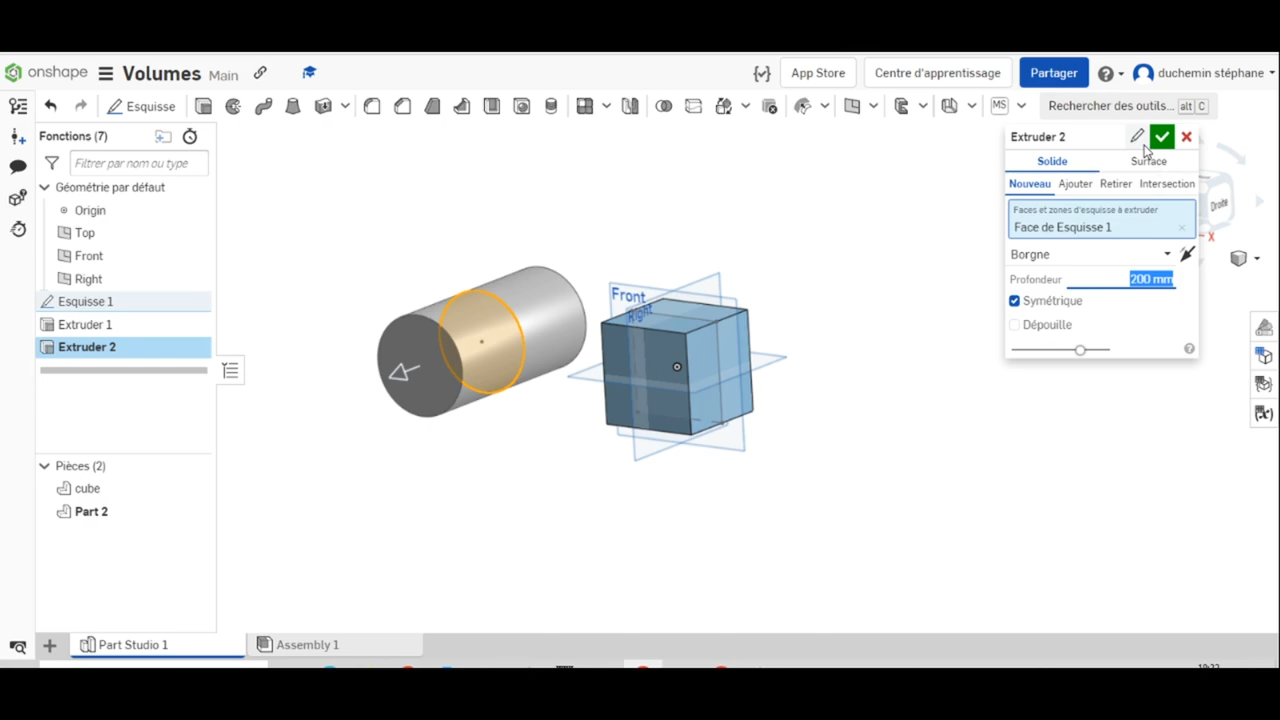 onshape Volumes Main App Store Centre d'apprentissage Partager duchemin stéphane
Esquisse MS Rechercher des outils... alt C
Fonctions (7)
Filtrer par nom ou type
Géométrie par défaut
Origin
Top
Front
Right
Esquisse 1
Extruder 1
Extruder 2
Pièces (2)
cube
Part 2
Front
Right
Extruder 2
Solide Surface
Nouveau Ajouter Retirer Intersection
Faces et zones d'esquisse à extruder
Face de Esquisse 1
Borgne
Profondeur 200 mm
Symétrique
Dépouille
Droite
X
Part Studio 1 Assembly 1